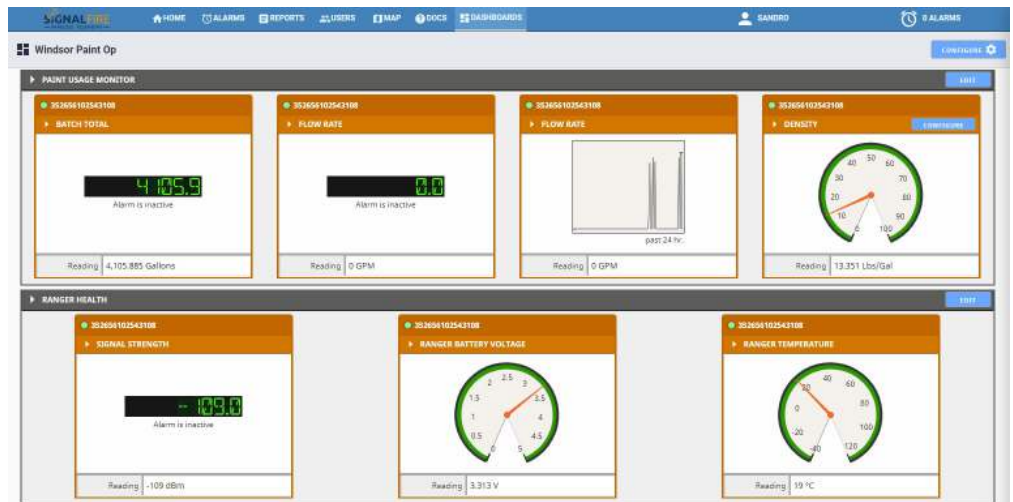 SIGNALFIRE
HOME ALARMS REPORTS USERS MAP DOCS DASHBOARDS SANDRO 0 ALARMS
Windsor Paint Op CONFIGURE
PAINT USAGE MONITOR EDIT
352656102543108 352656102543108 352656102543108 352656102543108
BATCH TOTAL FLOW RATE FLOW RATE DENSITY CONFIGURE
4105.9
Alarm is inactive
0.0
Alarm is inactive
past 24 hr.
0 10 20 30 40 50 60 70 80 90 100
Reading 4,105.885 Gallons Reading 0 GPM Reading 0 GPM Reading 13.351 Lbs/Gal
RANGER HEALTH EDIT
352656102543108 352656102543108 352656102543108
SIGNAL STRENGTH RANGER BATTERY VOLTAGE RANGER TEMPERATURE
-109.0
Alarm is inactive
0 0.5 1 1.5 2 2.5 3 3.5 4 4.5 5
-40 -20 0 20 40 60 80 100 120
Reading -109 dBm Reading 3.313 V Reading 19 °C